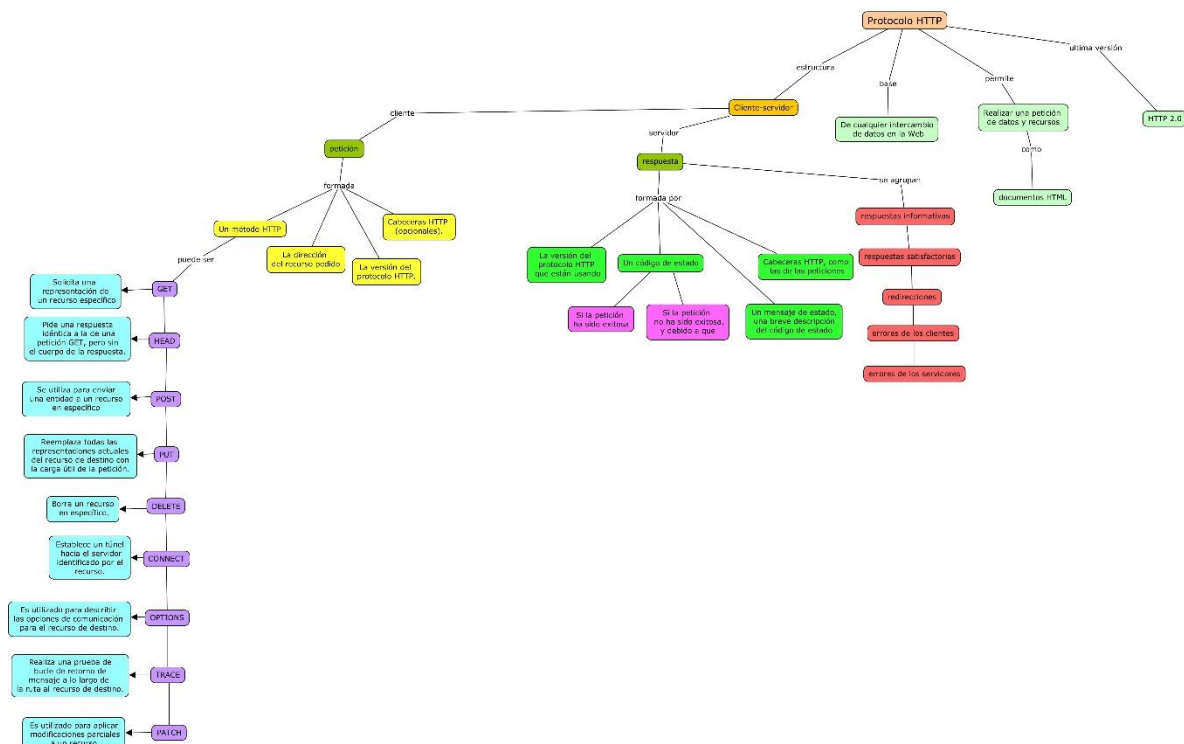 Protocolo HTTP
estructura
base
permite
ultima versión
Cliente-servidor
De cualquier intercambio
de datos en la Web
Realizar una petición
de datos y recursos
HTTP 2.0
como
documentos HTML
cliente
servidor
petición
respuesta
formada
Un método HTTP
La dirección
del recurso pedido
La versión del
protocolo HTTP.
Cabeceras HTTP
(opcionales).
puede ser
GET
Solicita una
representación de
un recurso específico
HEAD
Pide una respuesta
idéntica a la de una
petición GET, pero sin
el cuerpo de la respuesta.
POST
Se utiliza para enviar
una entidad a un recurso
en específico
PUT
Reemplaza todas las
representaciones actuales
del recurso de destino con
la carga útil de la petición.
DELETE
Borra un recurso
en específico.
CONNECT
Establece un túnel
hacia el servidor
identificado por el
recurso.
OPTIONS
Es utilizado para describir
las opciones de comunicación
para el recurso de destino.
TRACE
Realiza una prueba de
bucle de retorno de
mensaje a lo largo de
la ruta al recurso de destino.
PATCH
Es utilizado para aplicar
modificaciones parciales
a un recurso
formada por
La versión del
protocolo HTTP
que están usando
Un código de estado
Si la petición
ha sido exitosa
Si la petición
no ha sido exitosa,
y debido a que
Un mensaje de estado,
una breve descripción
del código de estado
Cabeceras HTTP, como
las de las peticiones
se agrupan
respuestas informativas
respuestas satisfactorias
redirecciones
errores de los clientes
errores de los servicores